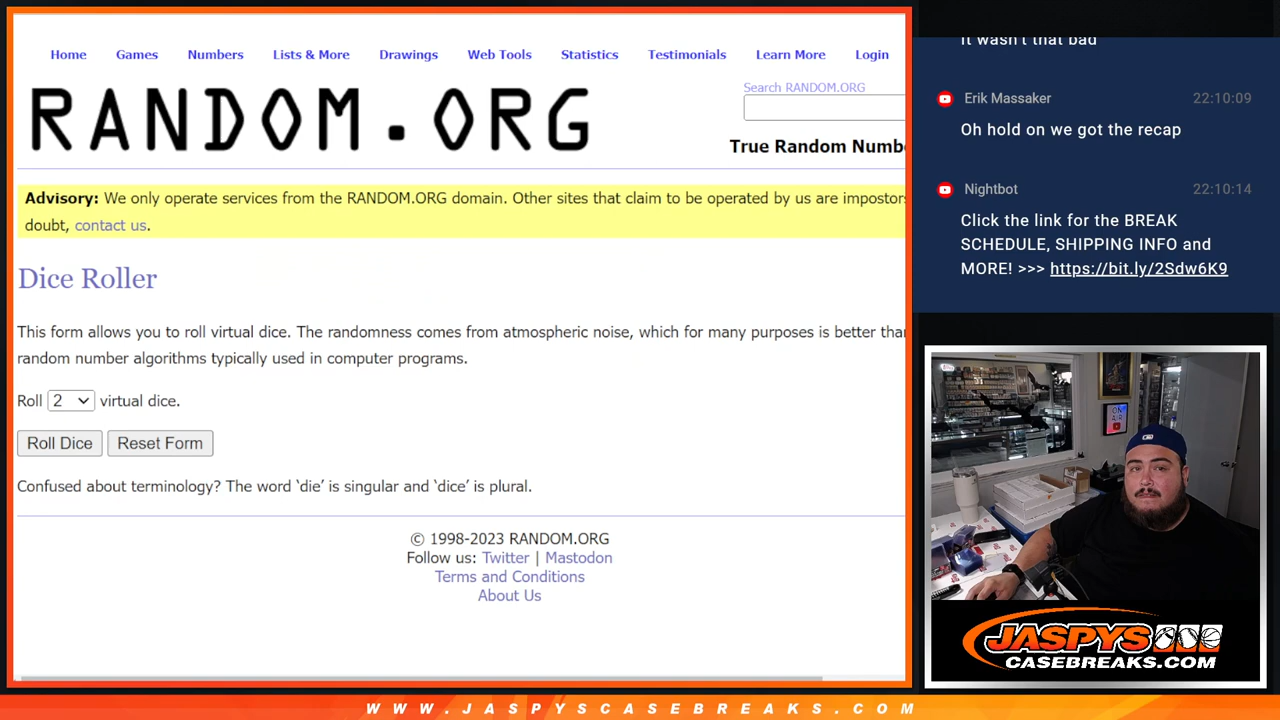 Home Games Numbers Lists & More Drawings Web Tools Statistics Testimonials Learn More Login
RANDOM.ORG
Search RANDOM.ORG
True Random Numbe
Advisory: We only operate services from the RANDOM.ORG domain. Other sites that claim to be operated by us are impostors
doubt, contact us.
Dice Roller
This form allows you to roll virtual dice. The randomness comes from atmospheric noise, which for many purposes is better than
random number algorithms typically used in computer programs.
Roll 2 virtual dice.
Roll Dice Reset Form
Confused about terminology? The word ‘die’ is singular and ‘dice’ is plural.
© 1998-2023 RANDOM.ORG
Follow us: Twitter | Mastodon
Terms and Conditions
About Us
it wasn't that bad
Erik Massaker 22:10:09
Oh hold on we got the recap
Nightbot 22:10:14
Click the link for the BREAK
SCHEDULE, SHIPPING INFO and
MORE! >>> https://bit.ly/2Sdw6K9
ON
AIR
JASPYS
CASEBREAKS.COM
WWW.JASPYSCASEBREAKS.COM